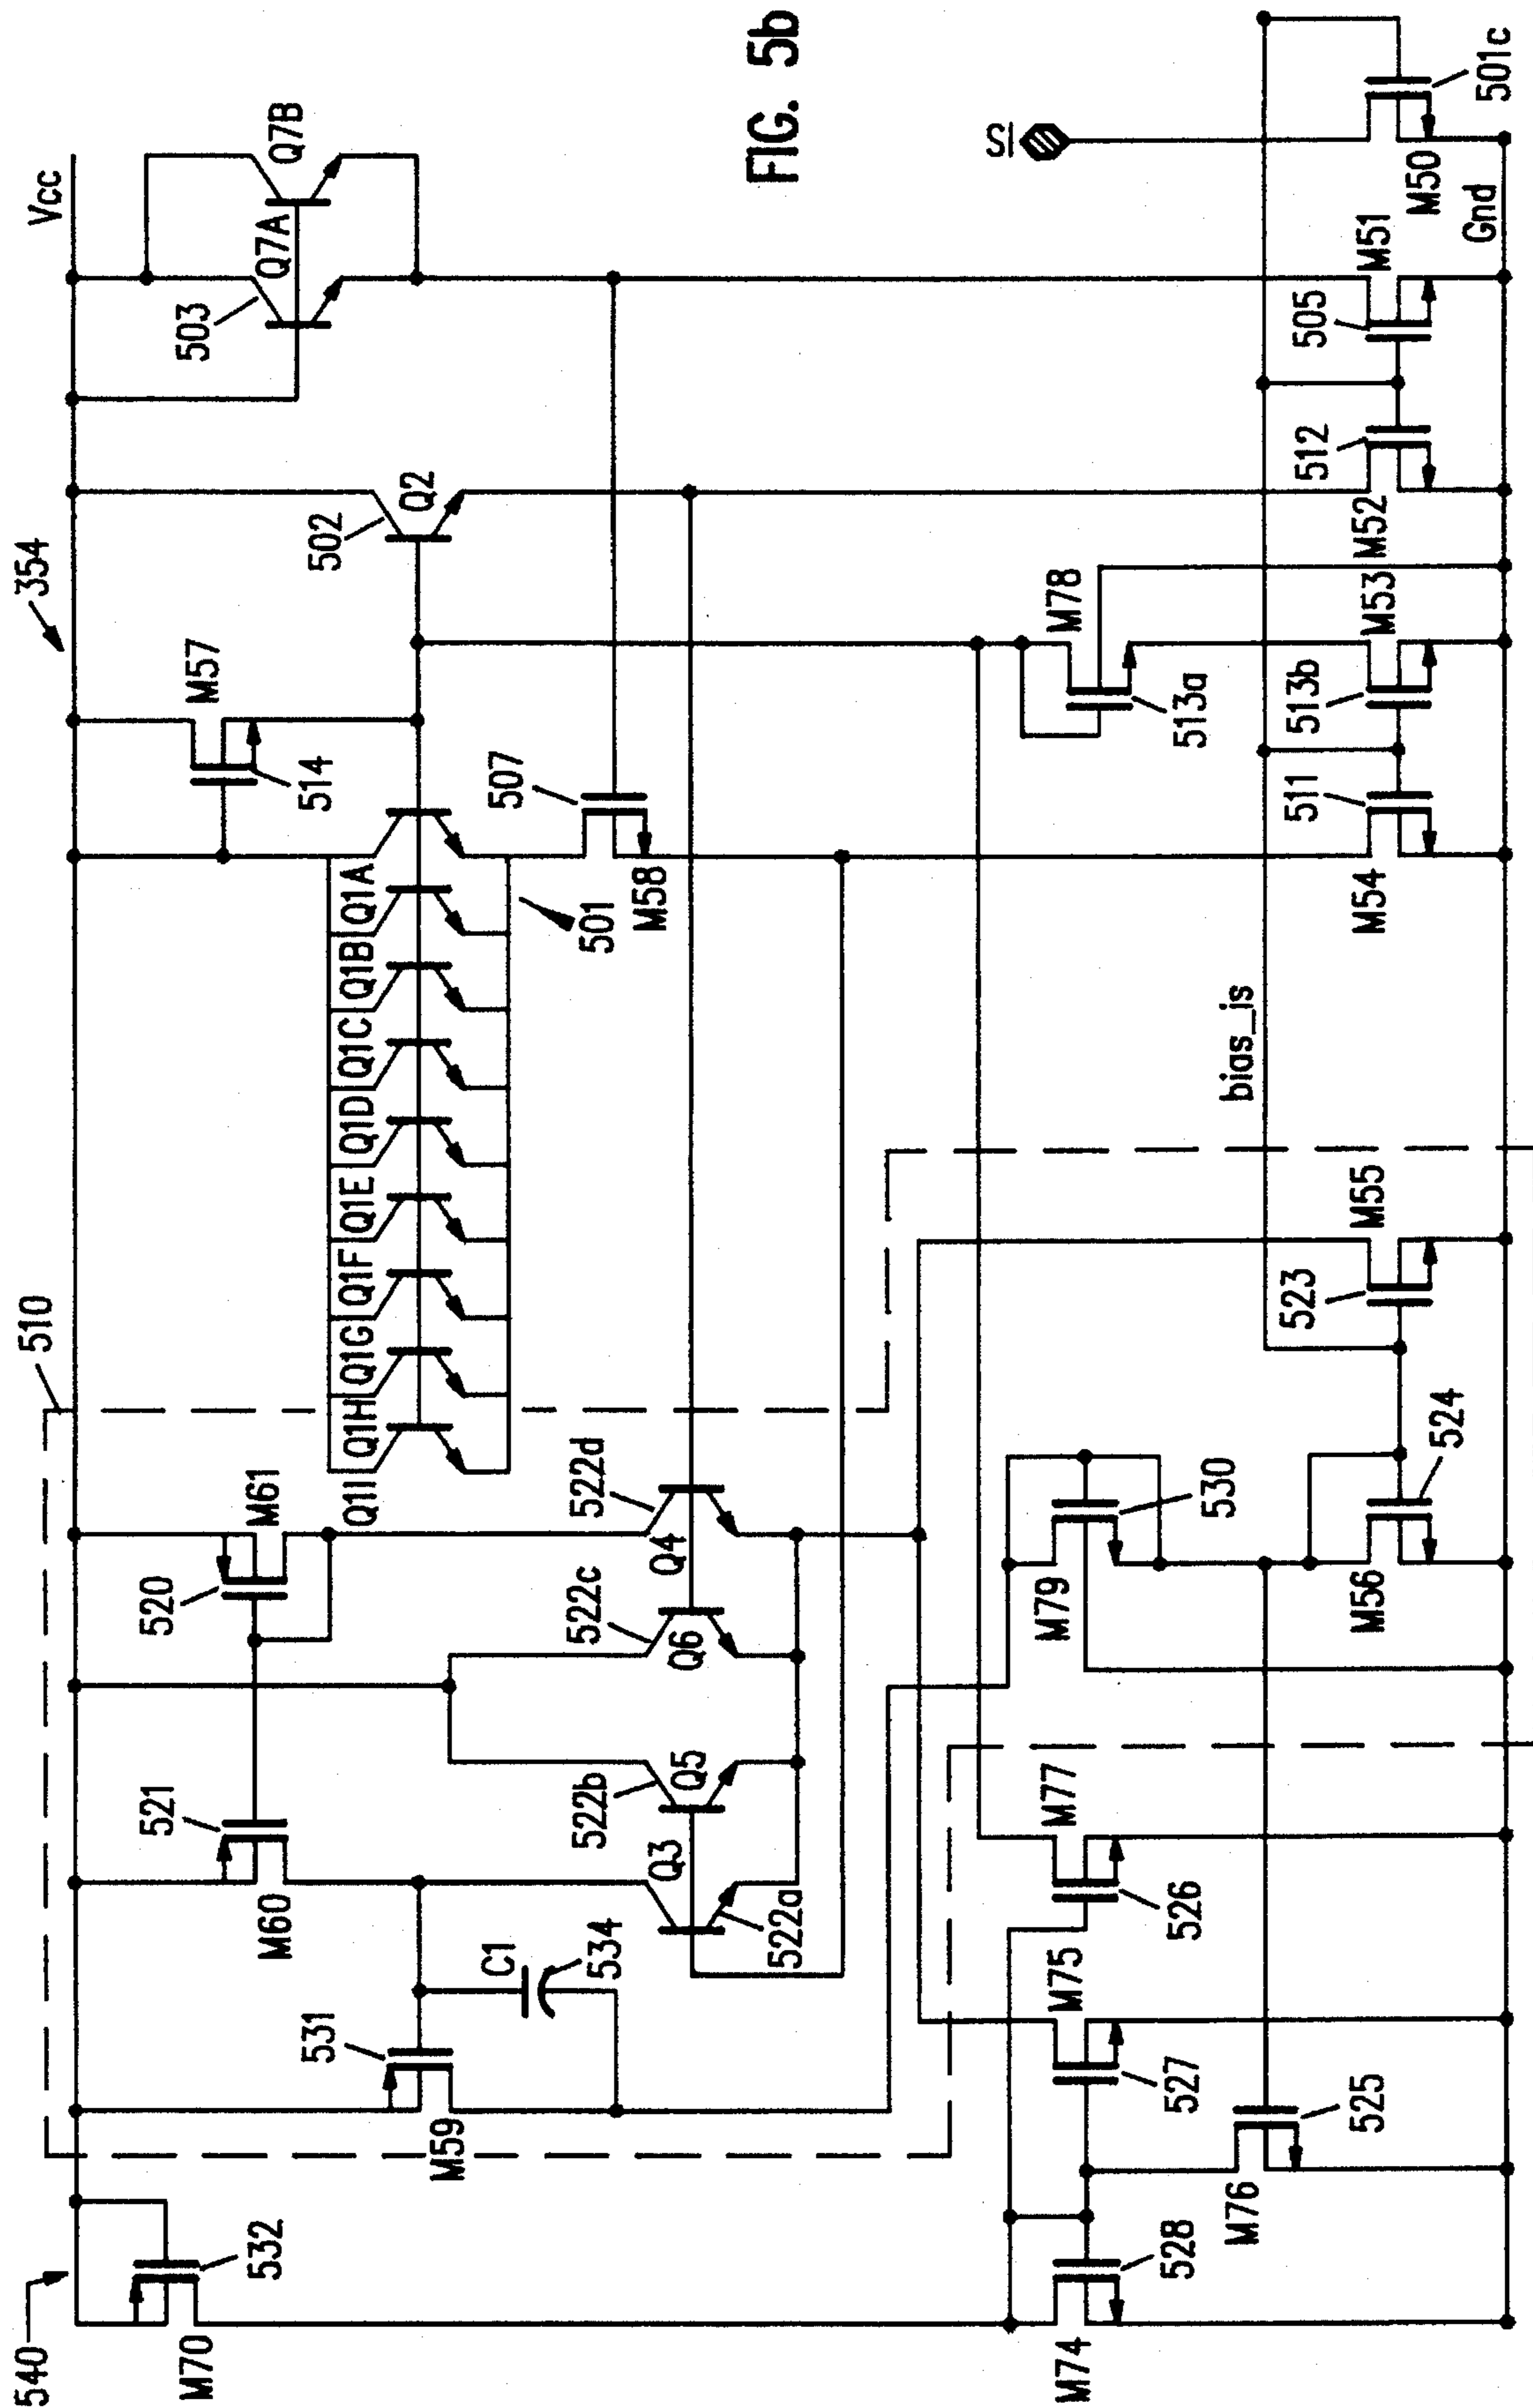 FIG. 5b
540
510
354
Vcc
M70
532
M59
531
C1
534
M60
521
520
M61
Q3
522a
522b
Q5
Q6
522c
Q4
522d
Q1I
Q1H
Q1G
Q1F
Q1E
Q1D
Q1C
Q1B
Q1A
501
M57
514
507
M58
502
Q2
503
Q7A
Q7B
M74
528
M76
525
527
M75
526
M77
M79
530
M56
524
523
M55
bias_is
M54
511
513b
M53
513a
M78
M52
512
505
M51
SI
M50
501c
Gnd